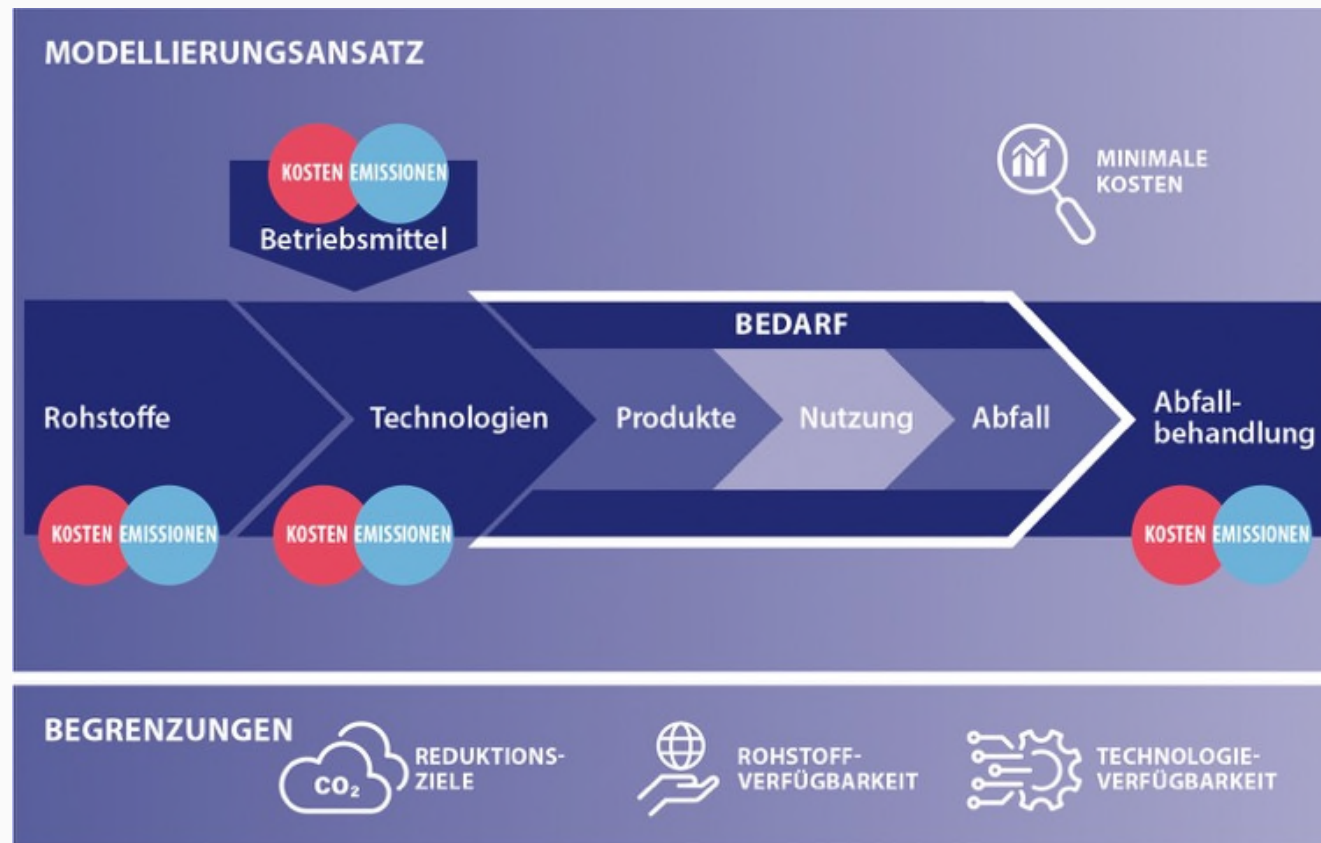 MODELLIERUNGSANSATZ
KOSTEN EMISSIONEN
Betriebsmittel
MINIMALE
KOSTEN
BEDARF
Rohstoffe
Technologien
Produkte
Nutzung
Abfall
Abfall-
behandlung
KOSTEN EMISSIONEN
KOSTEN EMISSIONEN
KOSTEN EMISSIONEN
BEGRENZUNGEN
CO₂
REDUKTIONS-
ZIELE
ROHSTOFF-
VERFÜGBARKEIT
TECHNOLOGIE-
VERFÜGBARKEIT